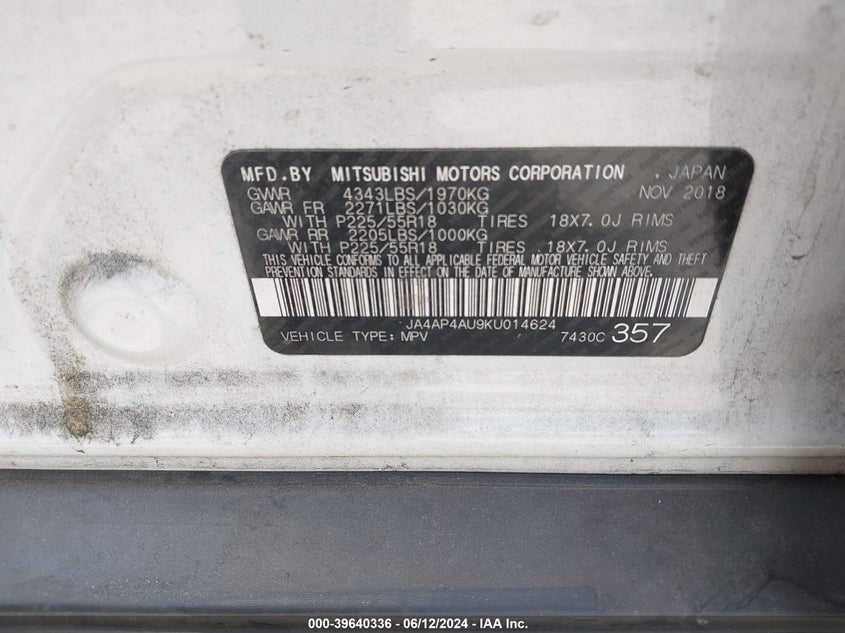 MFD.BY MITSUBISHI MOTORS CORPORATION . JAPAN
GVWR 4343LBS/1970KG NOV 2018
GAWR FR 2271LBS/1030KG
WITH P225/55R18 TIRES 18X7.0J RIMS
GAWR RR 2205LBS/1000KG
WITH P225/55R18 TIRES .18X7.0J RIMS
THIS VEHICLE CONFORMS TO ALL APPLICABLE FEDERAL MOTOR VEHICLE SAFETY AND THEFT
PREVENTION STANDARDS IN EFFECT ON THE DATE OF MANUFACTURE SHOWN ABOVE.
JA4AP4AU9KU014624
VEHICLE TYPE: MPV 7430C 357
000-39640336 - 06/12/2024 - IAA Inc.